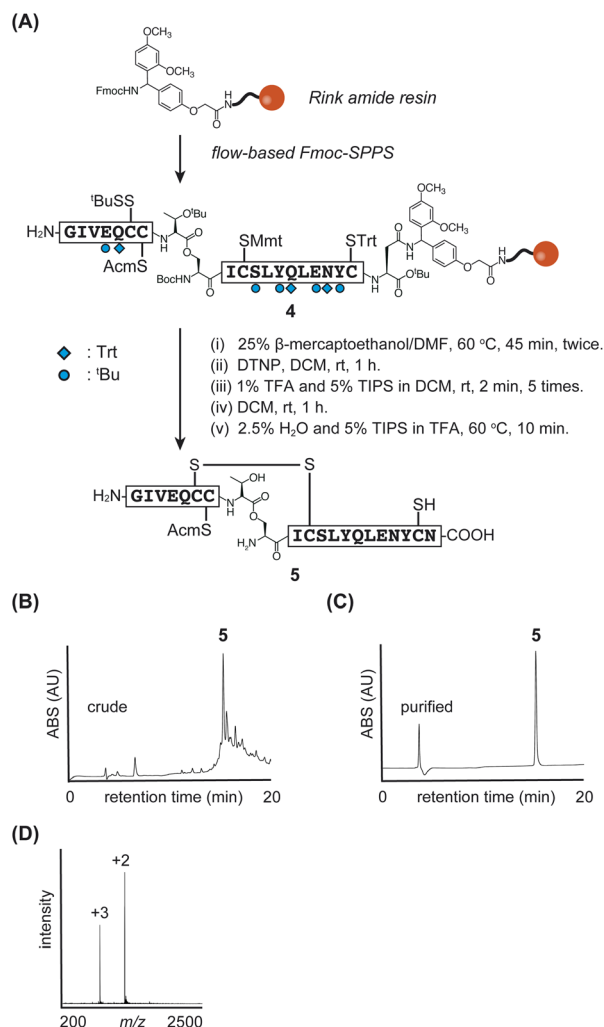 (A)
OCH₃
OCH₃
FmocHN
O
O
H
N
Rink amide resin
flow-based Fmoc-SPPS
ᵗBuSS
OᵗBu
H₂N-GIVEQCC
H
N
O
O
AcmS
BocHN
O
SMmt
STrt
ICSLYQLENYC
H
N
O
OᵗBu
O
H
N
OCH₃
OCH₃
O
O
H
N
4
: Trt
: ᵗBu
(i) 25% β-mercaptoethanol/DMF, 60 ºC, 45 min, twice.
(ii) DTNP, DCM, rt, 1 h.
(iii) 1% TFA and 5% TIPS in DCM, rt, 2 min, 5 times.
(iv) DCM, rt, 1 h.
(v) 2.5% H₂O and 5% TIPS in TFA, 60 ºC, 10 min.
S
S
OH
SH
H₂N-GIVEQCC
H
N
O
O
AcmS
H₂N
O
ICSLYQLENYCN-COOH
5
(B)
5
ABS (AU)
crude
0 retention time (min) 20
(C)
5
ABS (AU)
purified
0 retention time (min) 20
(D)
+2
+3
intensity
200 m/z 2500